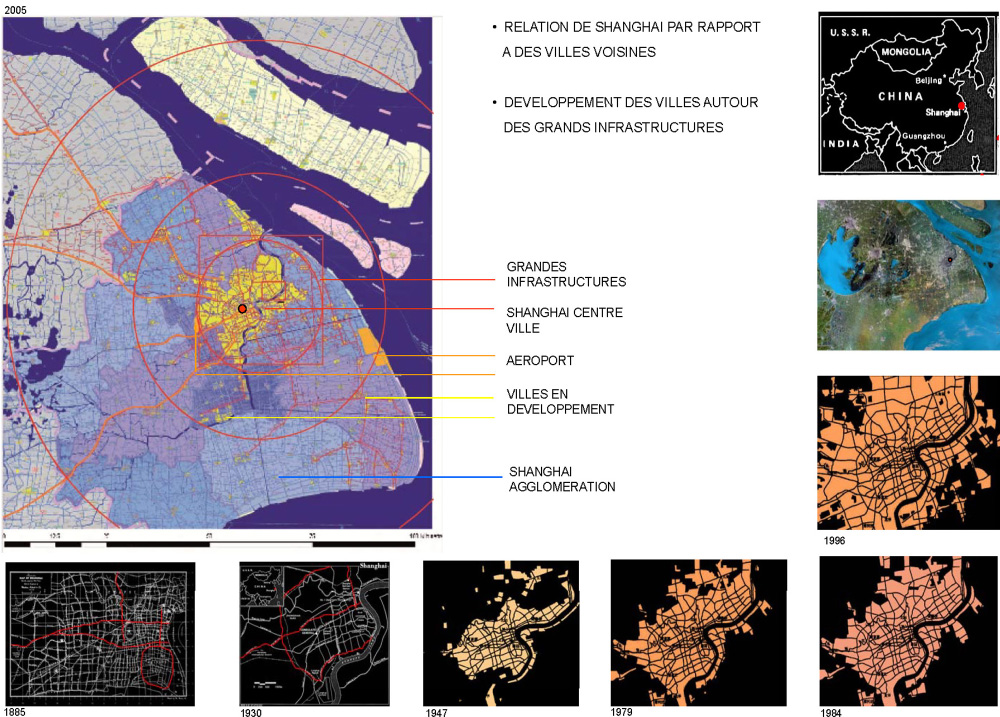 2005
• RELATION DE SHANGHAI PAR RAPPORT
A DES VILLES VOISINES
• DEVELOPPEMENT DES VILLES AUTOUR
DES GRANDS INFRASTRUCTURES
U.S.S.R.
MONGOLIA
Beijing
CHINA
Shanghai
Guangzhou
INDIA
GRANDES
INFRASTRUCTURES
SHANGHAI CENTRE
VILLE
AEROPORT
VILLES EN
DEVELOPPEMENT
SHANGHAI
AGGLOMERATION
1996
Shanghai
1885
1930
1947
1979
1984